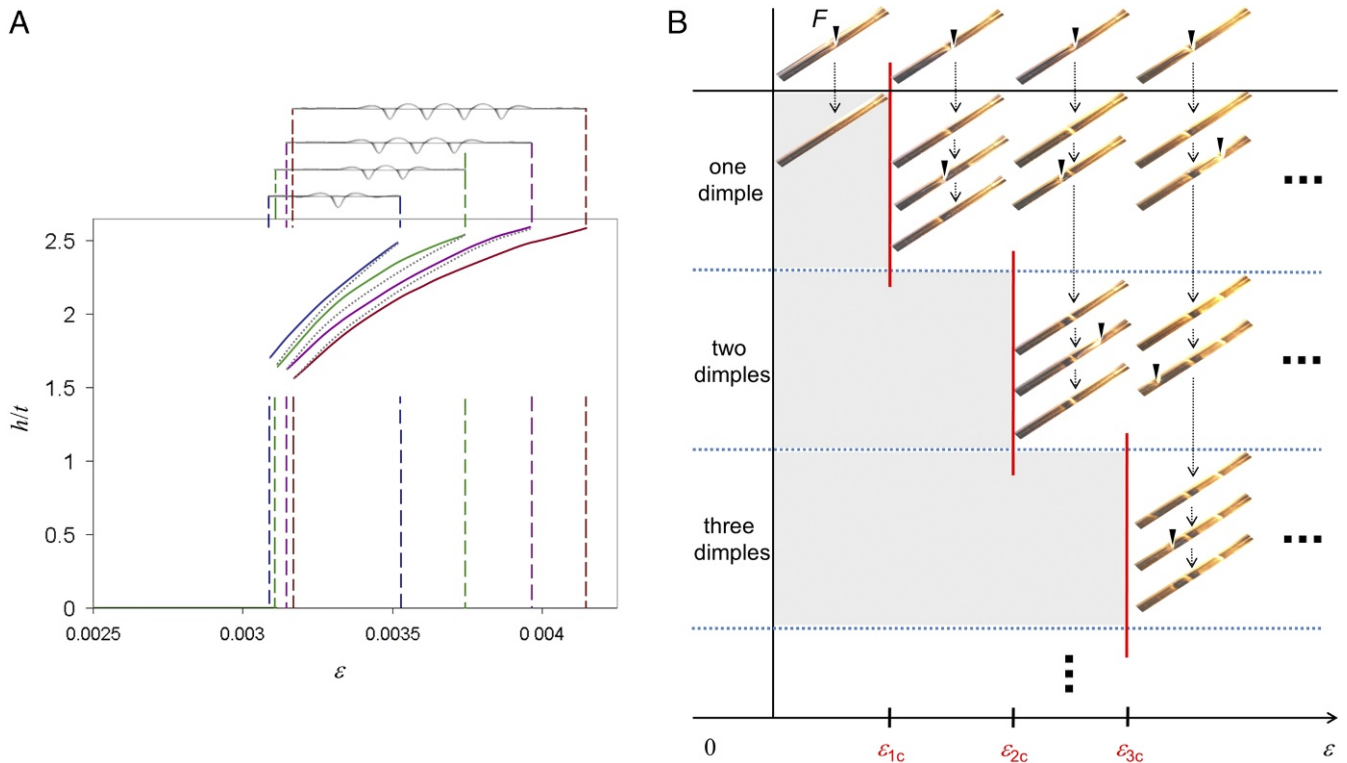 A
h/t
2.5
2
1.5
1
0.5
0
0.0025
0.003
0.0035
0 004
ε
B
F
one
dimple
two
dimples
three
dimples
0
ε1c
ε2c
ε3c
ε